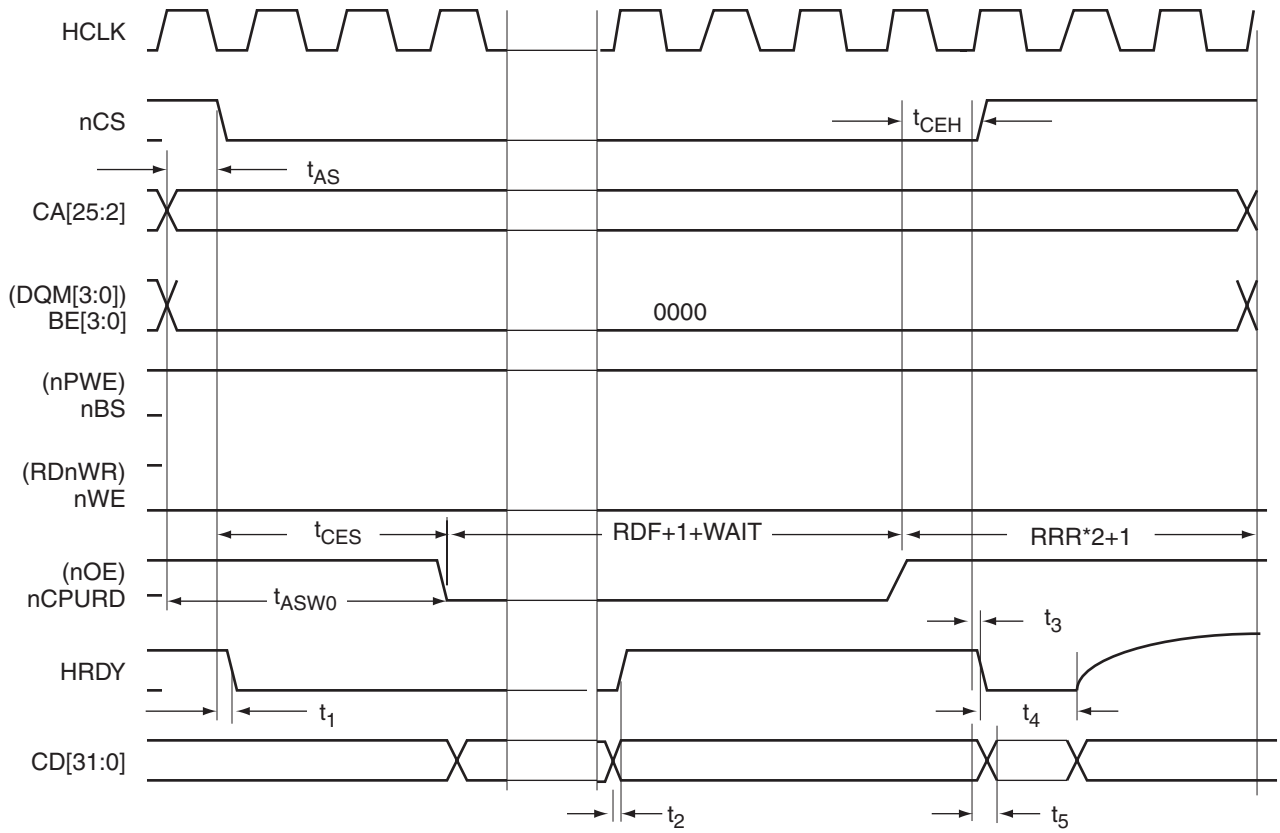 HCLK
nCS
tCEH
tAS
CA[25:2]
(DQM[3:0])
BE[3:0]
0000
(nPWE)
nBS
(RDnWR)
nWE
tCES
RDF+1+WAIT
RRR*2+1
(nOE)
nCPURD
tASW0
t3
HRDY
t1
t4
CD[31:0]
t2
t5